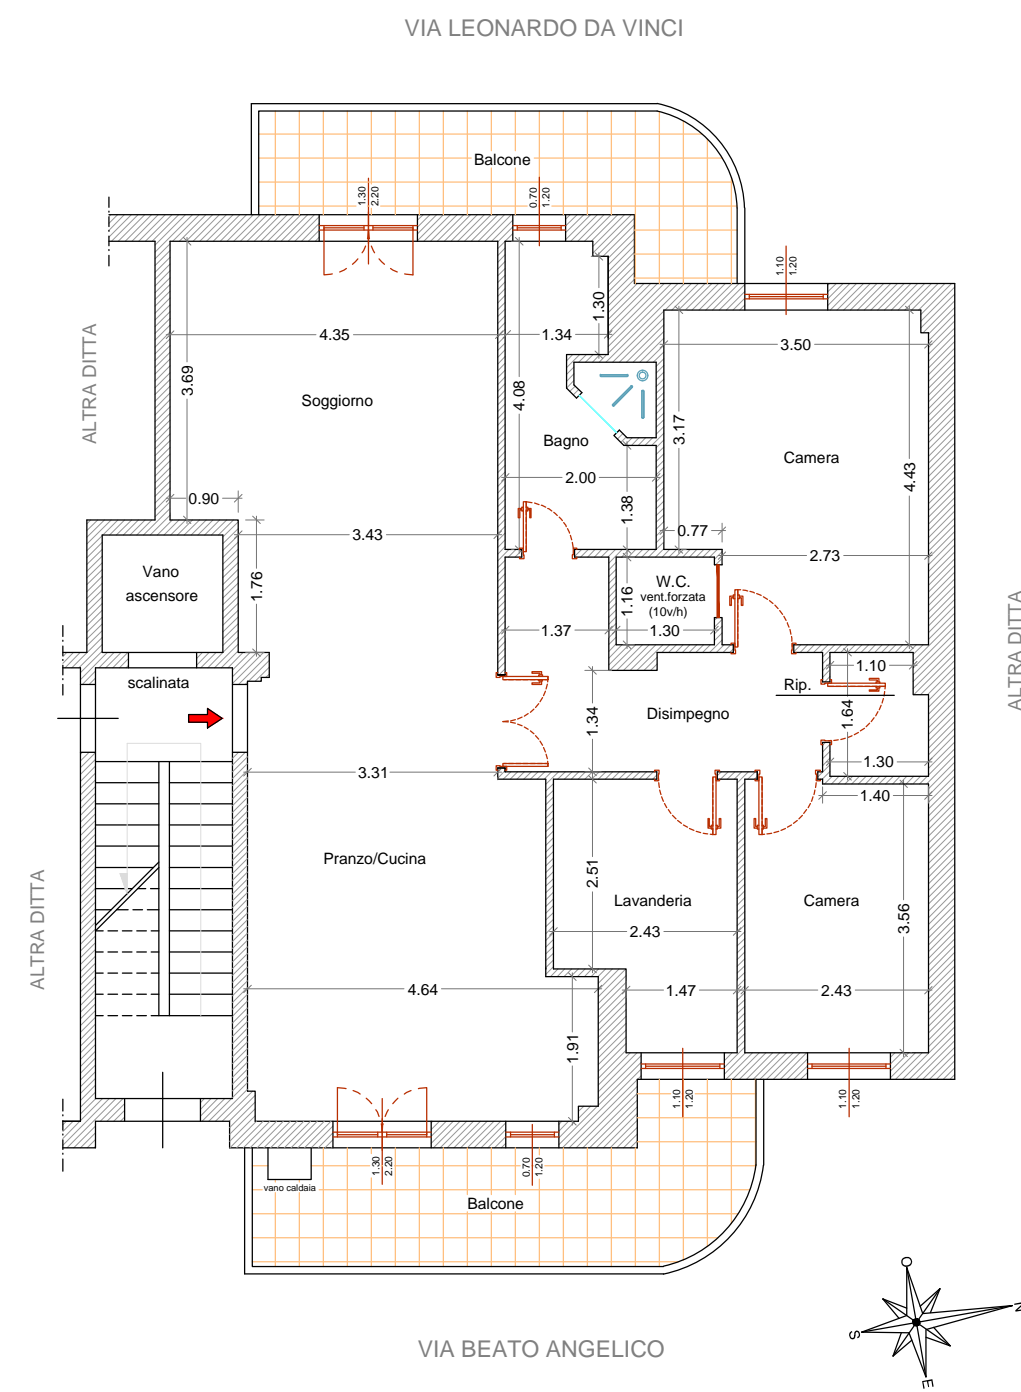 VIA LEONARDO DA VINCI
Balcone
1.30
2.20
0.70
1.20
1.10
1.20
ALTRA DITTA
4.35
1.34
1.30
3.50
3.69
Soggiorno
4.08
Bagno
3.17
Camera
4.43
2.00
0.90
3.43
1.38
0.77
2.73
Vano
ascensore
1.76
W.C.
vent.forzata
(10v/h)
1.16
1.30
1.37
ALTRA DITTA
scalinata
1.10
Rip.
1.64
1.34
Disimpegno
3.31
1.30
1.40
Pranzo/Cucina
2.51
Lavanderia
Camera
3.56
ALTRA DITTA
2.43
4.64
1.47
2.43
1.91
1.10
1.20
1.10
1.20
1.30
2.20
0.70
1.20
vano caldaia
Balcone
O
N
S
E
VIA BEATO ANGELICO